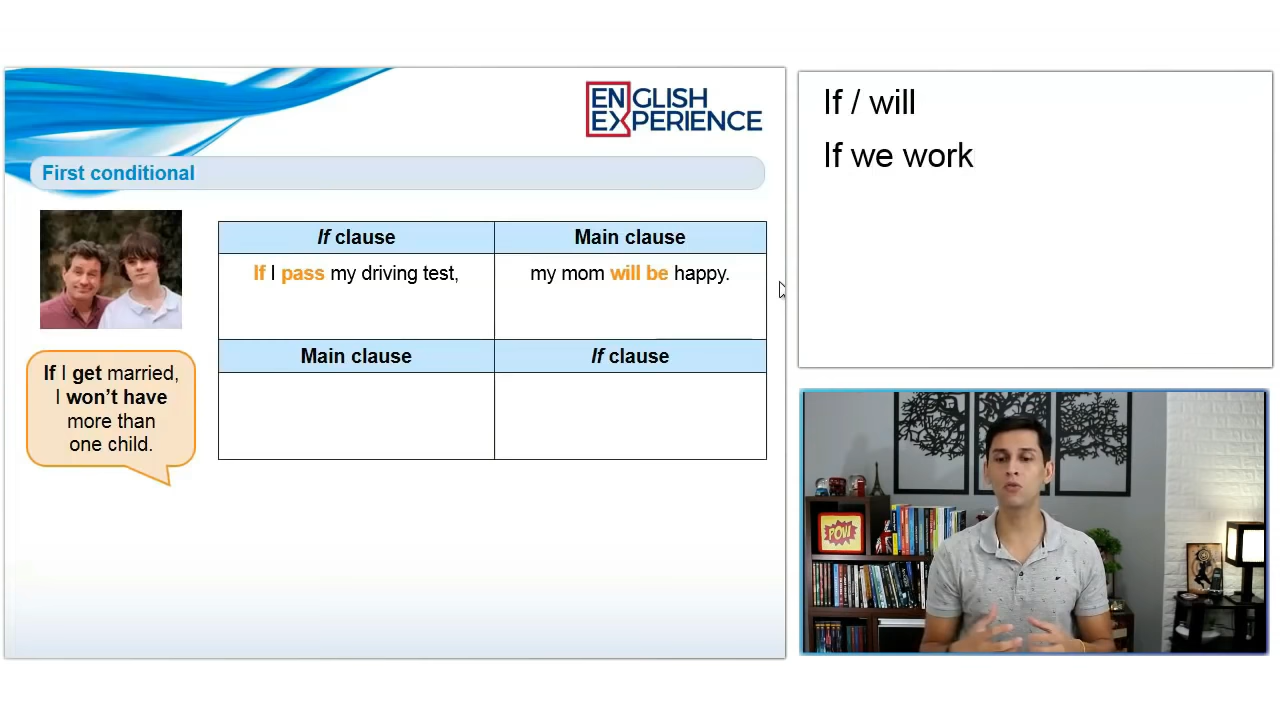 ENGLISH
EXPERIENCE
First conditional
If clause
Main clause
If I pass my driving test,
my mom will be happy.
Main clause
If clause
If I get married,
I won't have
more than
one child.
If / will
If we work
POW